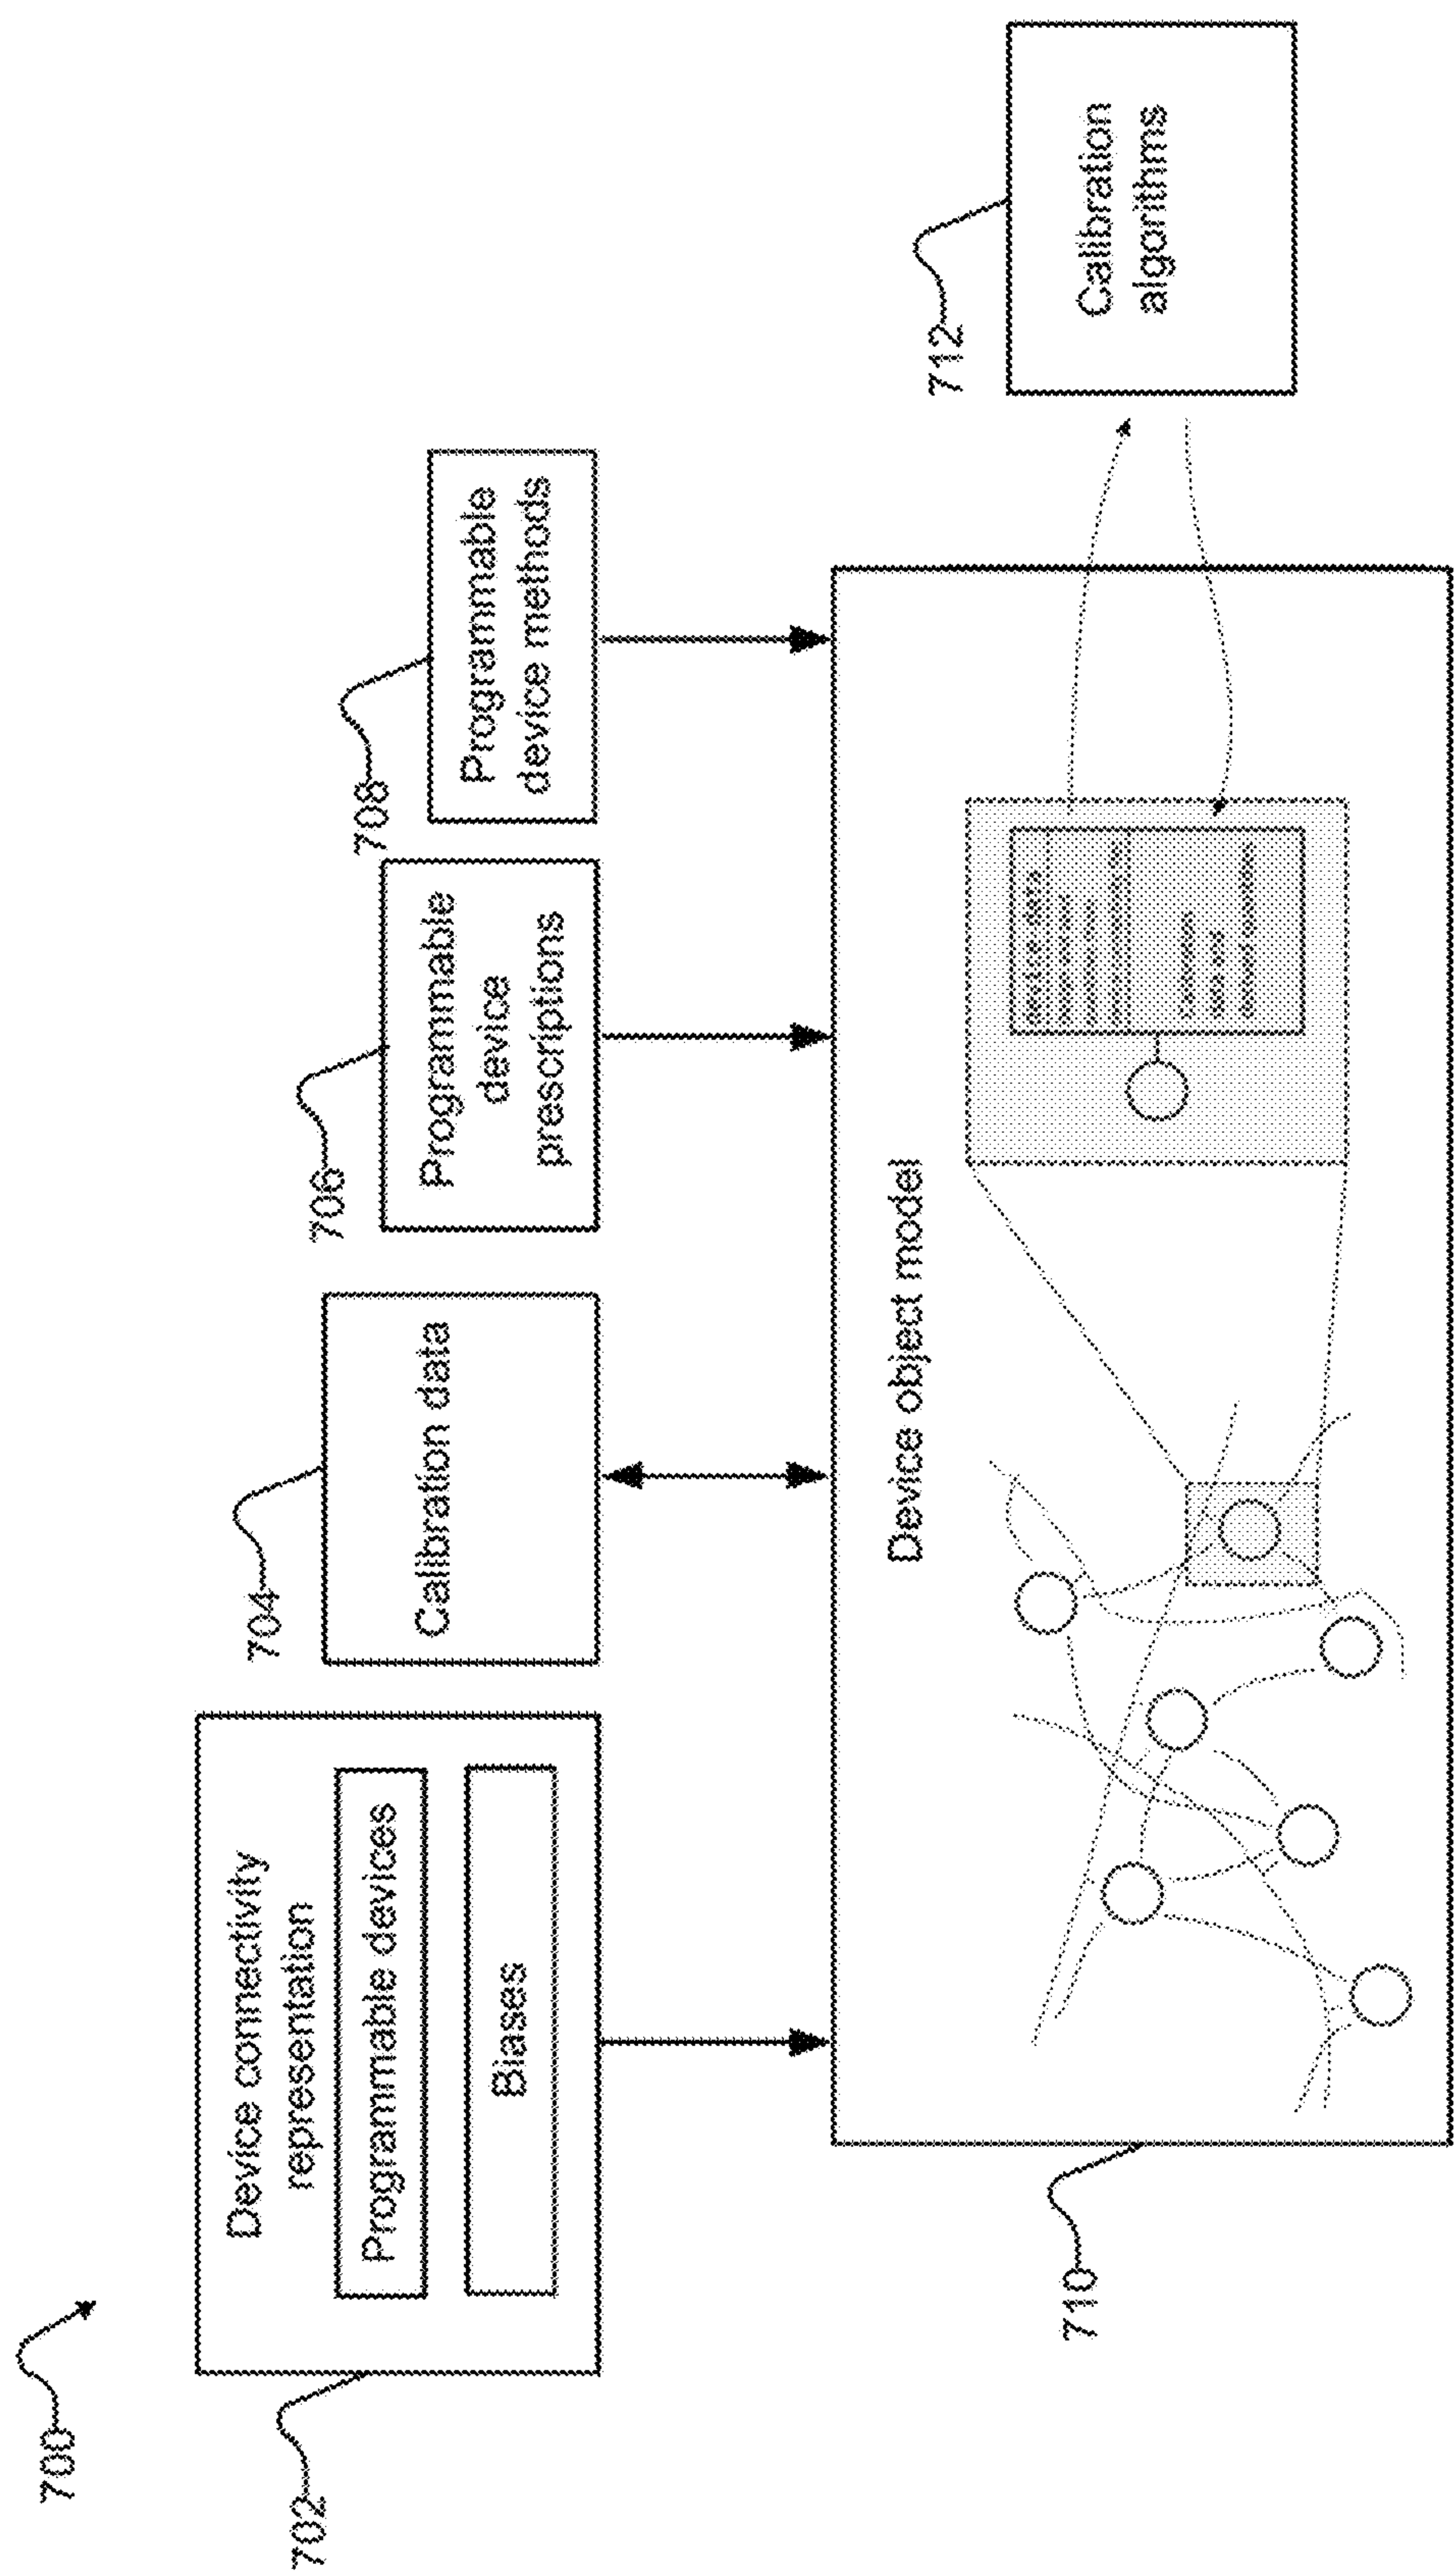 700
702
Device connectivity
representation
Programmable devices
Biases
704
Calibration data
706
Programmable
device
prescriptions
708
Programmable
device methods
710
Device object model
712
Calibration
algorithms